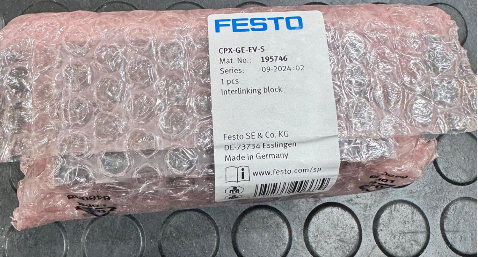 FESTO
CPX-GE-EV-S
Mat. No.: 195746
Series: 09-2024:02
1 pcs
Interlinking block
Festo SE & Co. KG
DE-73734 Esslingen
Made in Germany
www.festo.com/sp